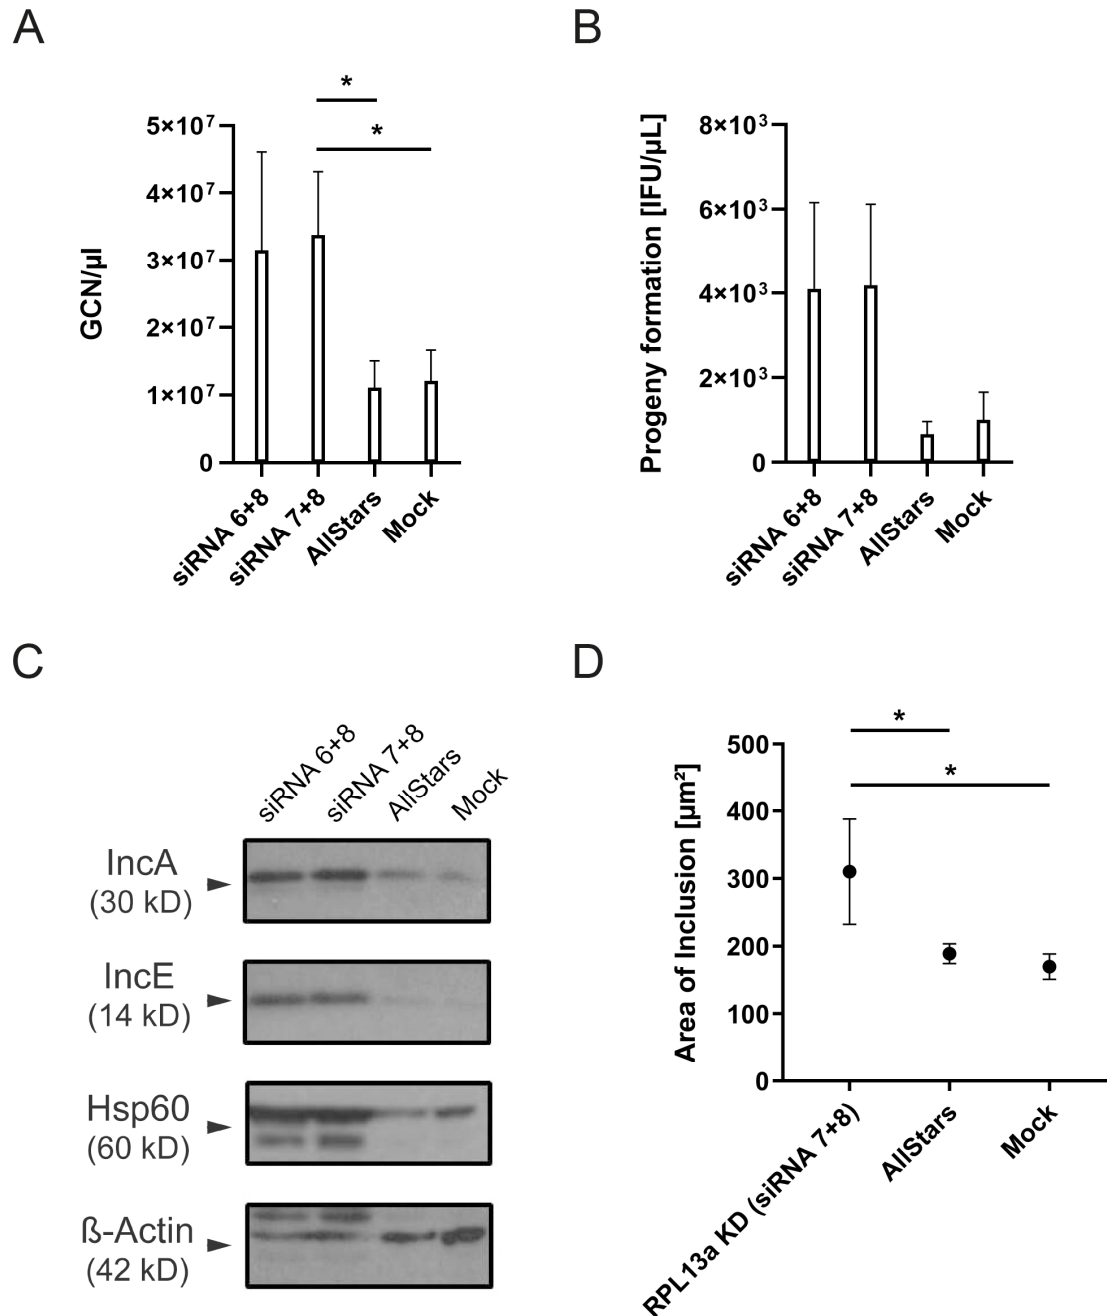 A
*
*
5×10⁷
4×10⁷
3×10⁷
2×10⁷
1×10⁷
0
GCN/µl
siRNA 6+8
siRNA 7+8
AllStars
Mock
B
8×10³
6×10³
4×10³
2×10³
0
Progeny formation [IFU/µL]
siRNA 6+8
siRNA 7+8
AllStars
Mock
C
siRNA 6+8
siRNA 7+8
AllStars
Mock
IncA
(30 kD)
IncE
(14 kD)
Hsp60
(60 kD)
ß-Actin
(42 kD)
D
*
*
500
400
300
200
100
0
Area of Inclusion [µm²]
RPL13a KD (siRNA 7+8)
AllStars
Mock